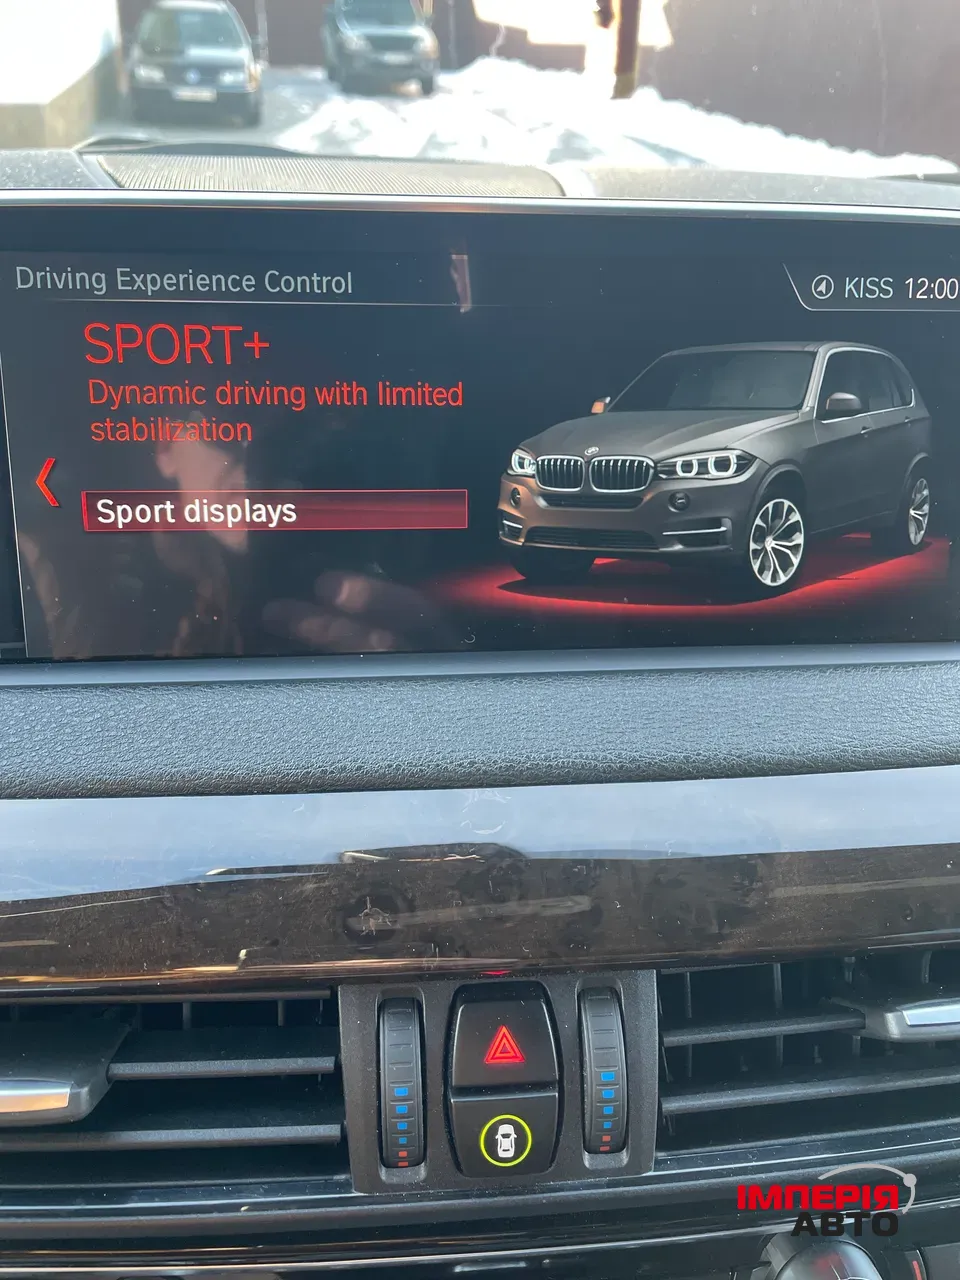 Driving Experience Control
KISS 12:00
SPORT+
Dynamic driving with limited
stabilization
Sport displays
ІМПЕРІЯ
АВТО